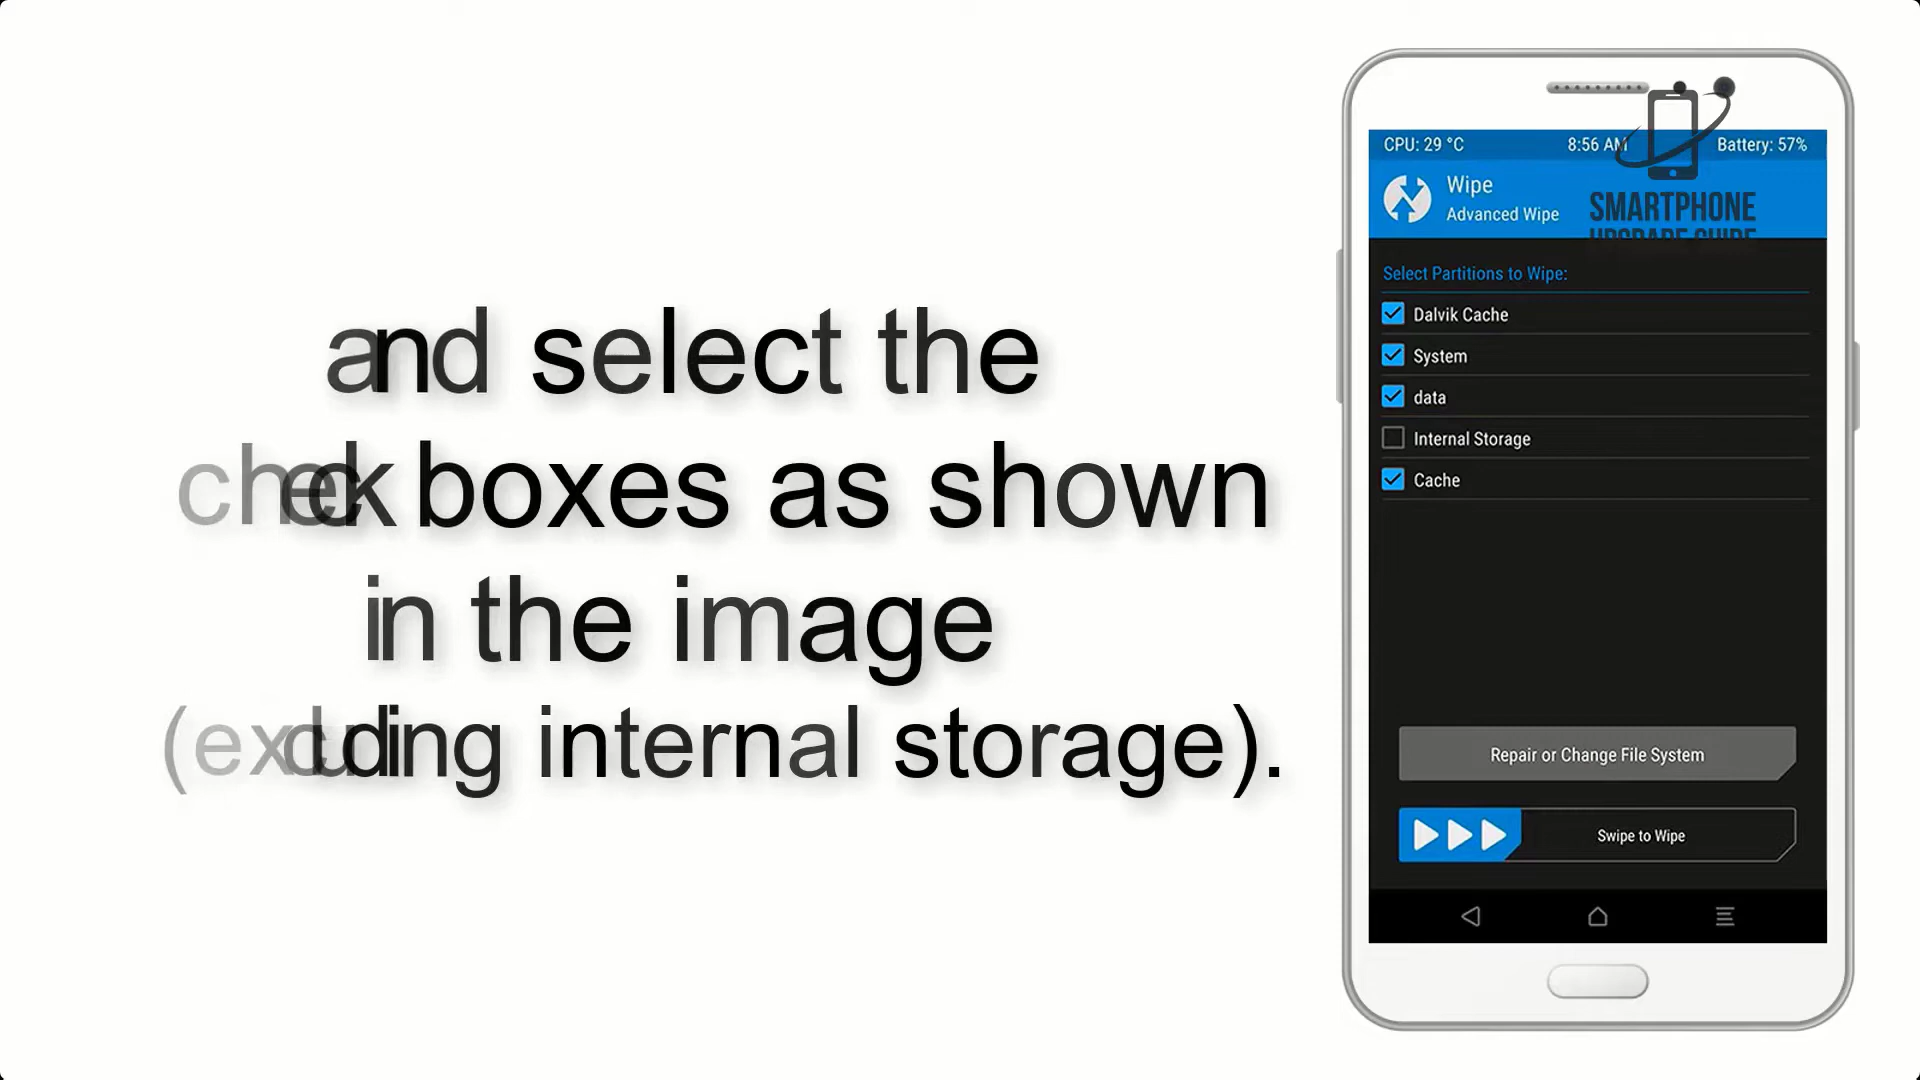 and select the
check boxes as shown
in the image
(excluding internal storage).
CPU: 29 °C 8:56 AM Battery: 57%
Wipe
Advanced Wipe
SMARTPHONE
UPGRADE GUIDE
Select Partitions to Wipe:
Dalvik Cache
System
data
Internal Storage
Cache
Repair or Change File System
Swipe to Wipe